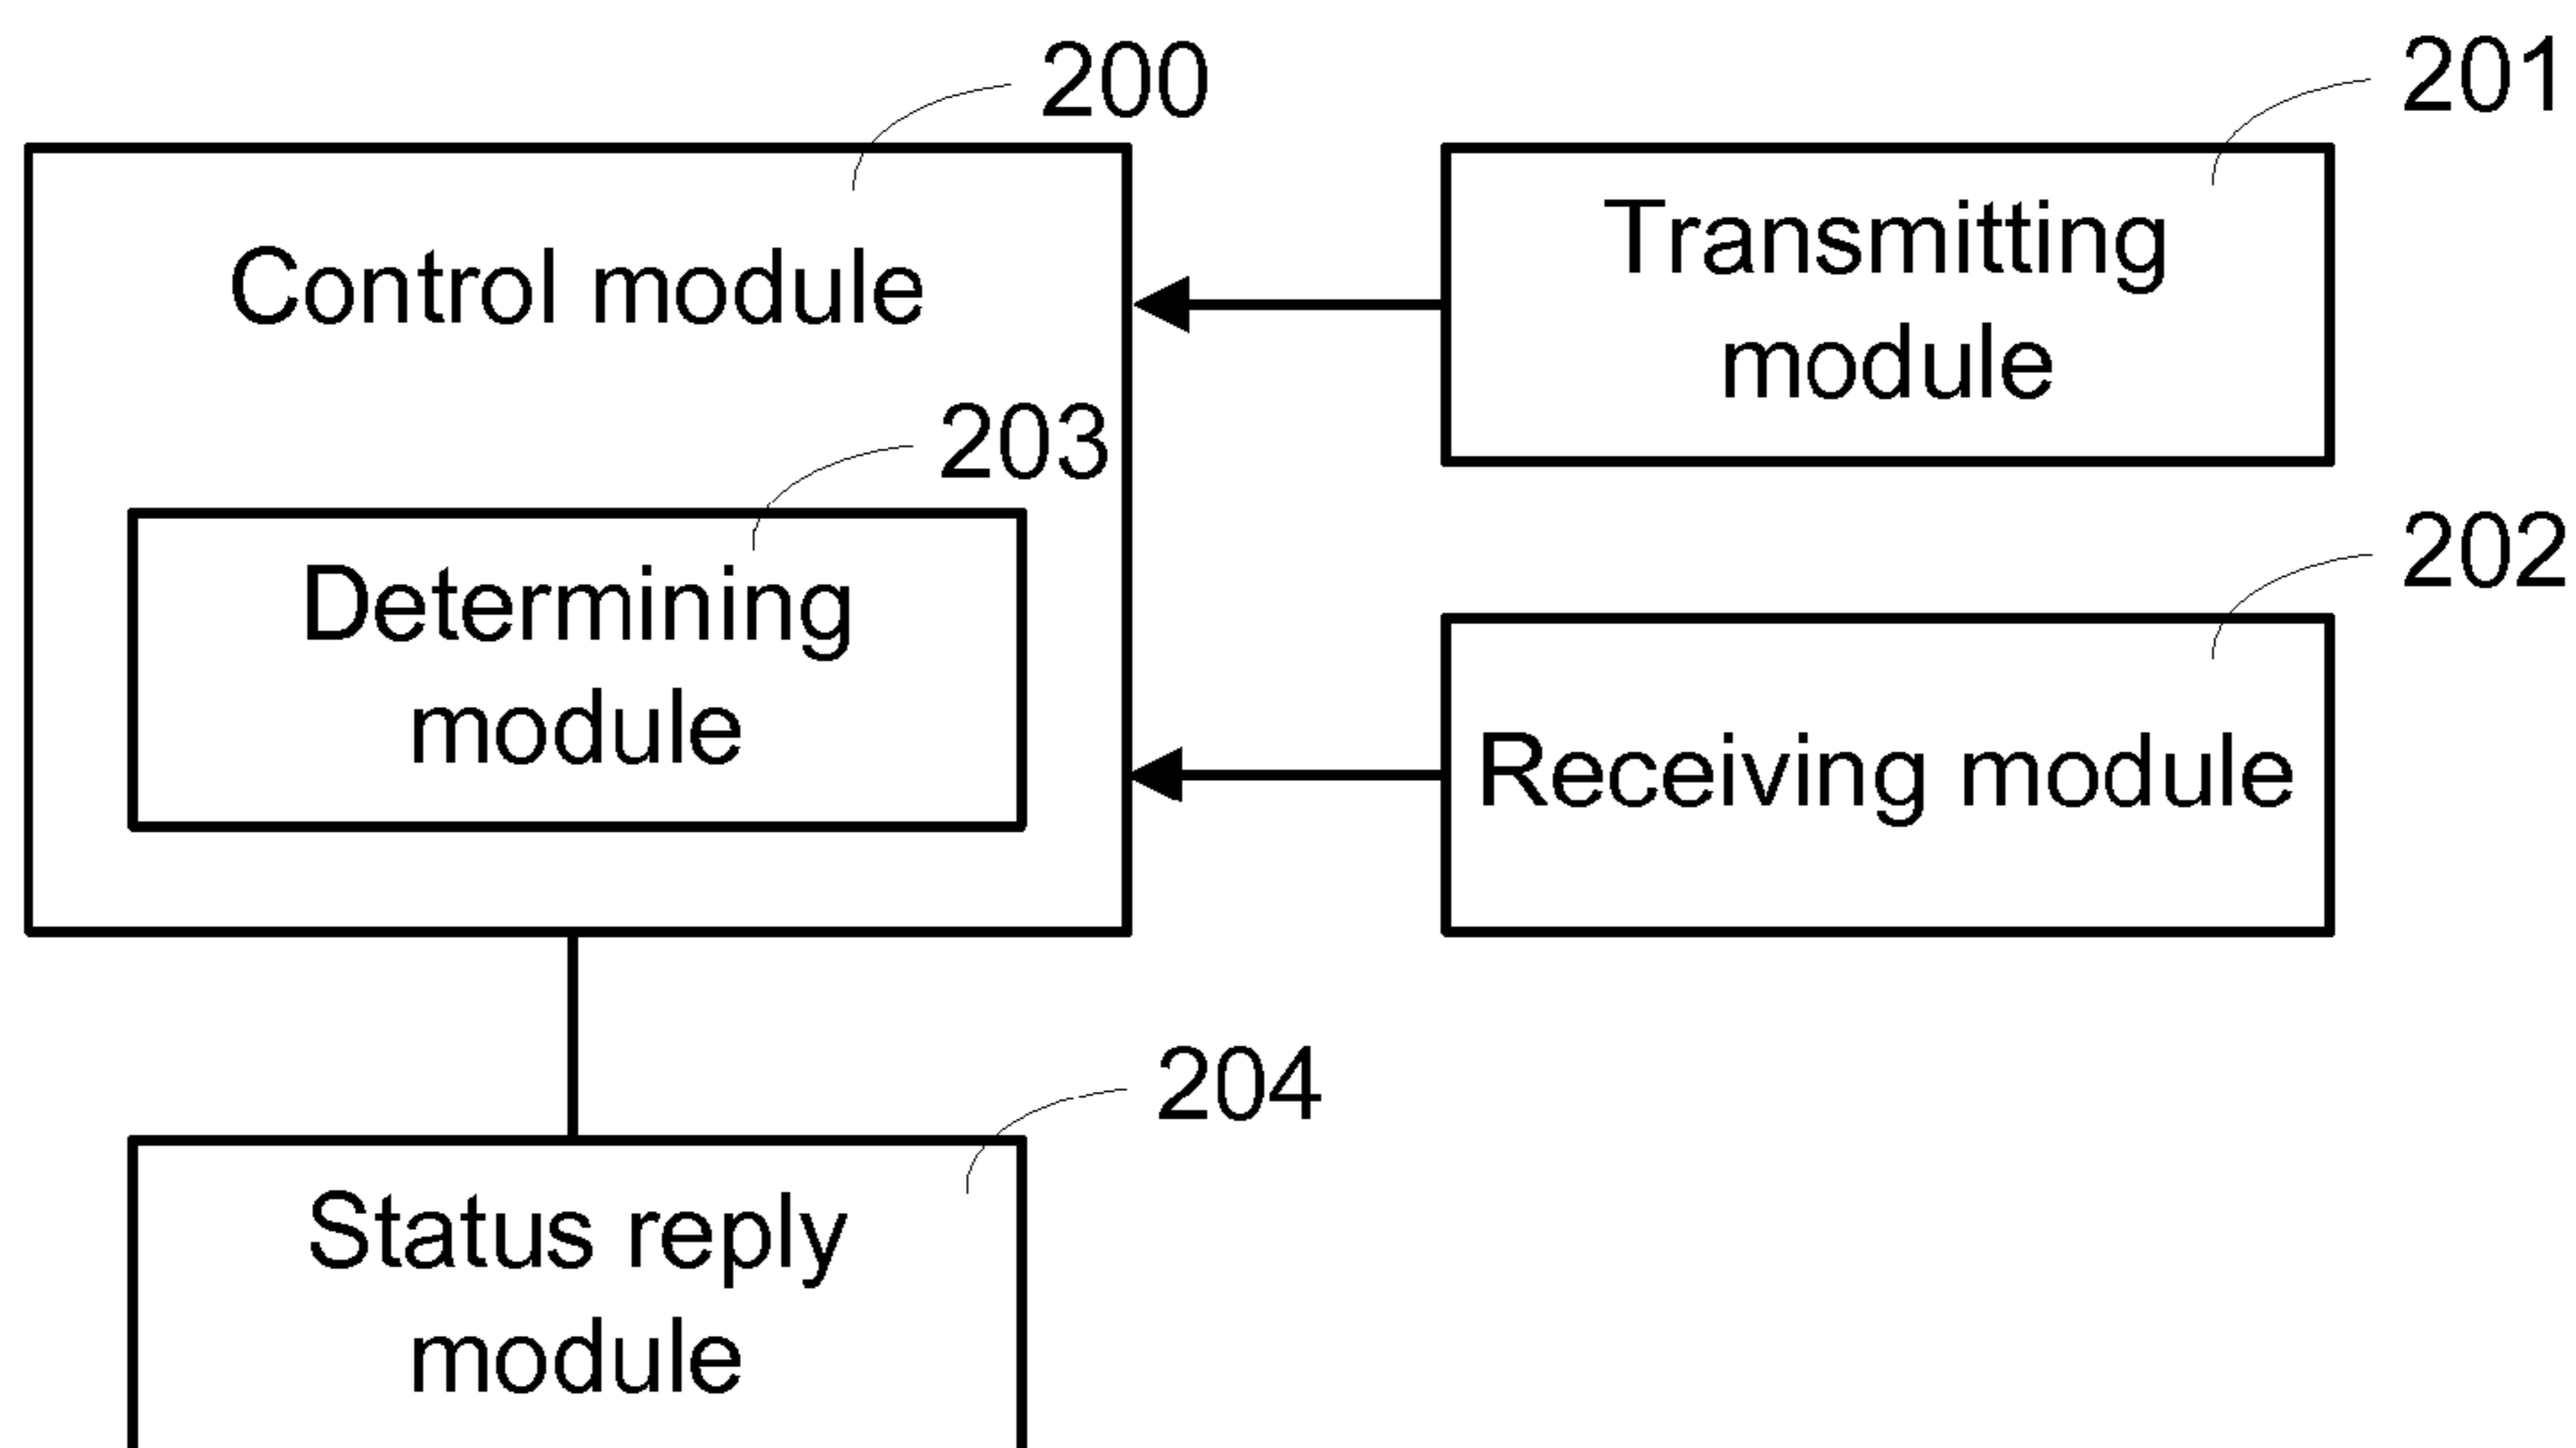 200
201
Control module
Transmitting
module
203
Determining
module
202
Receiving module
204
Status reply
module